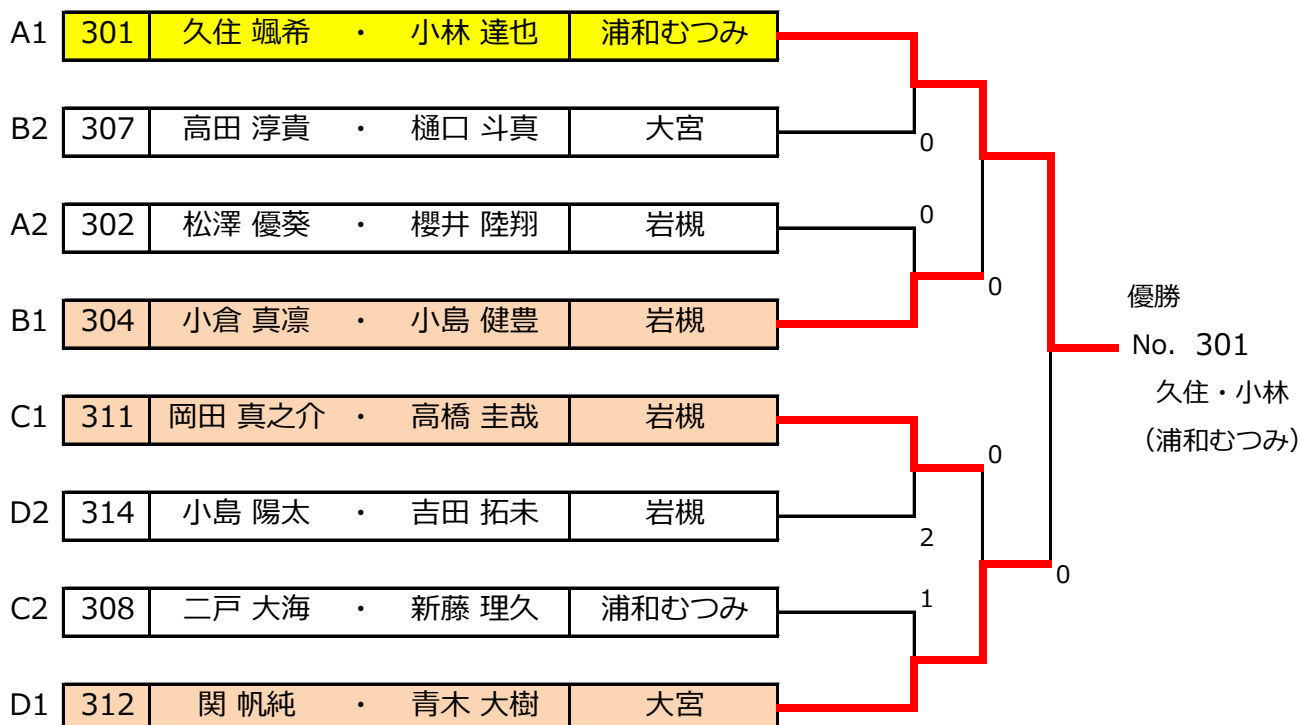 A1 301 久住 颯希 ・ 小林 達也 浦和むつみ
B2 307 高田 淳貴 ・ 樋口 斗真 大宮
0
A2 302 松澤 優葵 ・ 櫻井 陸翔 岩槻
0
B1 304 小倉 真凛 ・ 小島 健豊 岩槻
0
優勝
No. 301
久住・小林
（浦和むつみ）
C1 311 岡田 真之介 ・ 高橋 圭哉 岩槻
0
D2 314 小島 陽太 ・ 吉田 拓未 岩槻
2
0
C2 308 二戸 大海 ・ 新藤 理久 浦和むつみ
1
D1 312 関 帆純 ・ 青木 大樹 大宮